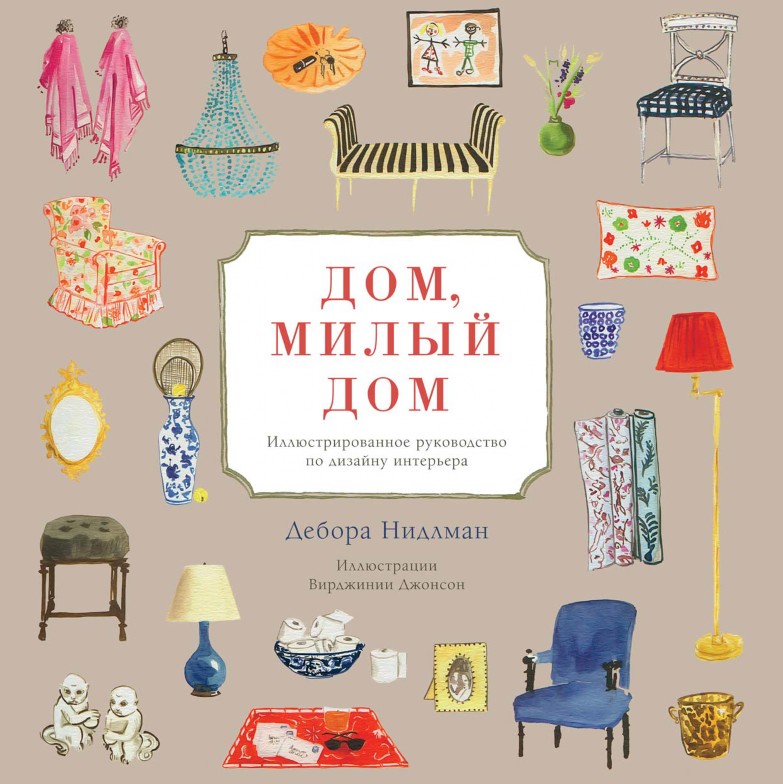 ДОМ,
МИЛЫЙ
ДОМ
Иллюстрированное руководство
по дизайну интерьера
Дебора Нидлман
Иллюстрации
Вирджинии Джонсон